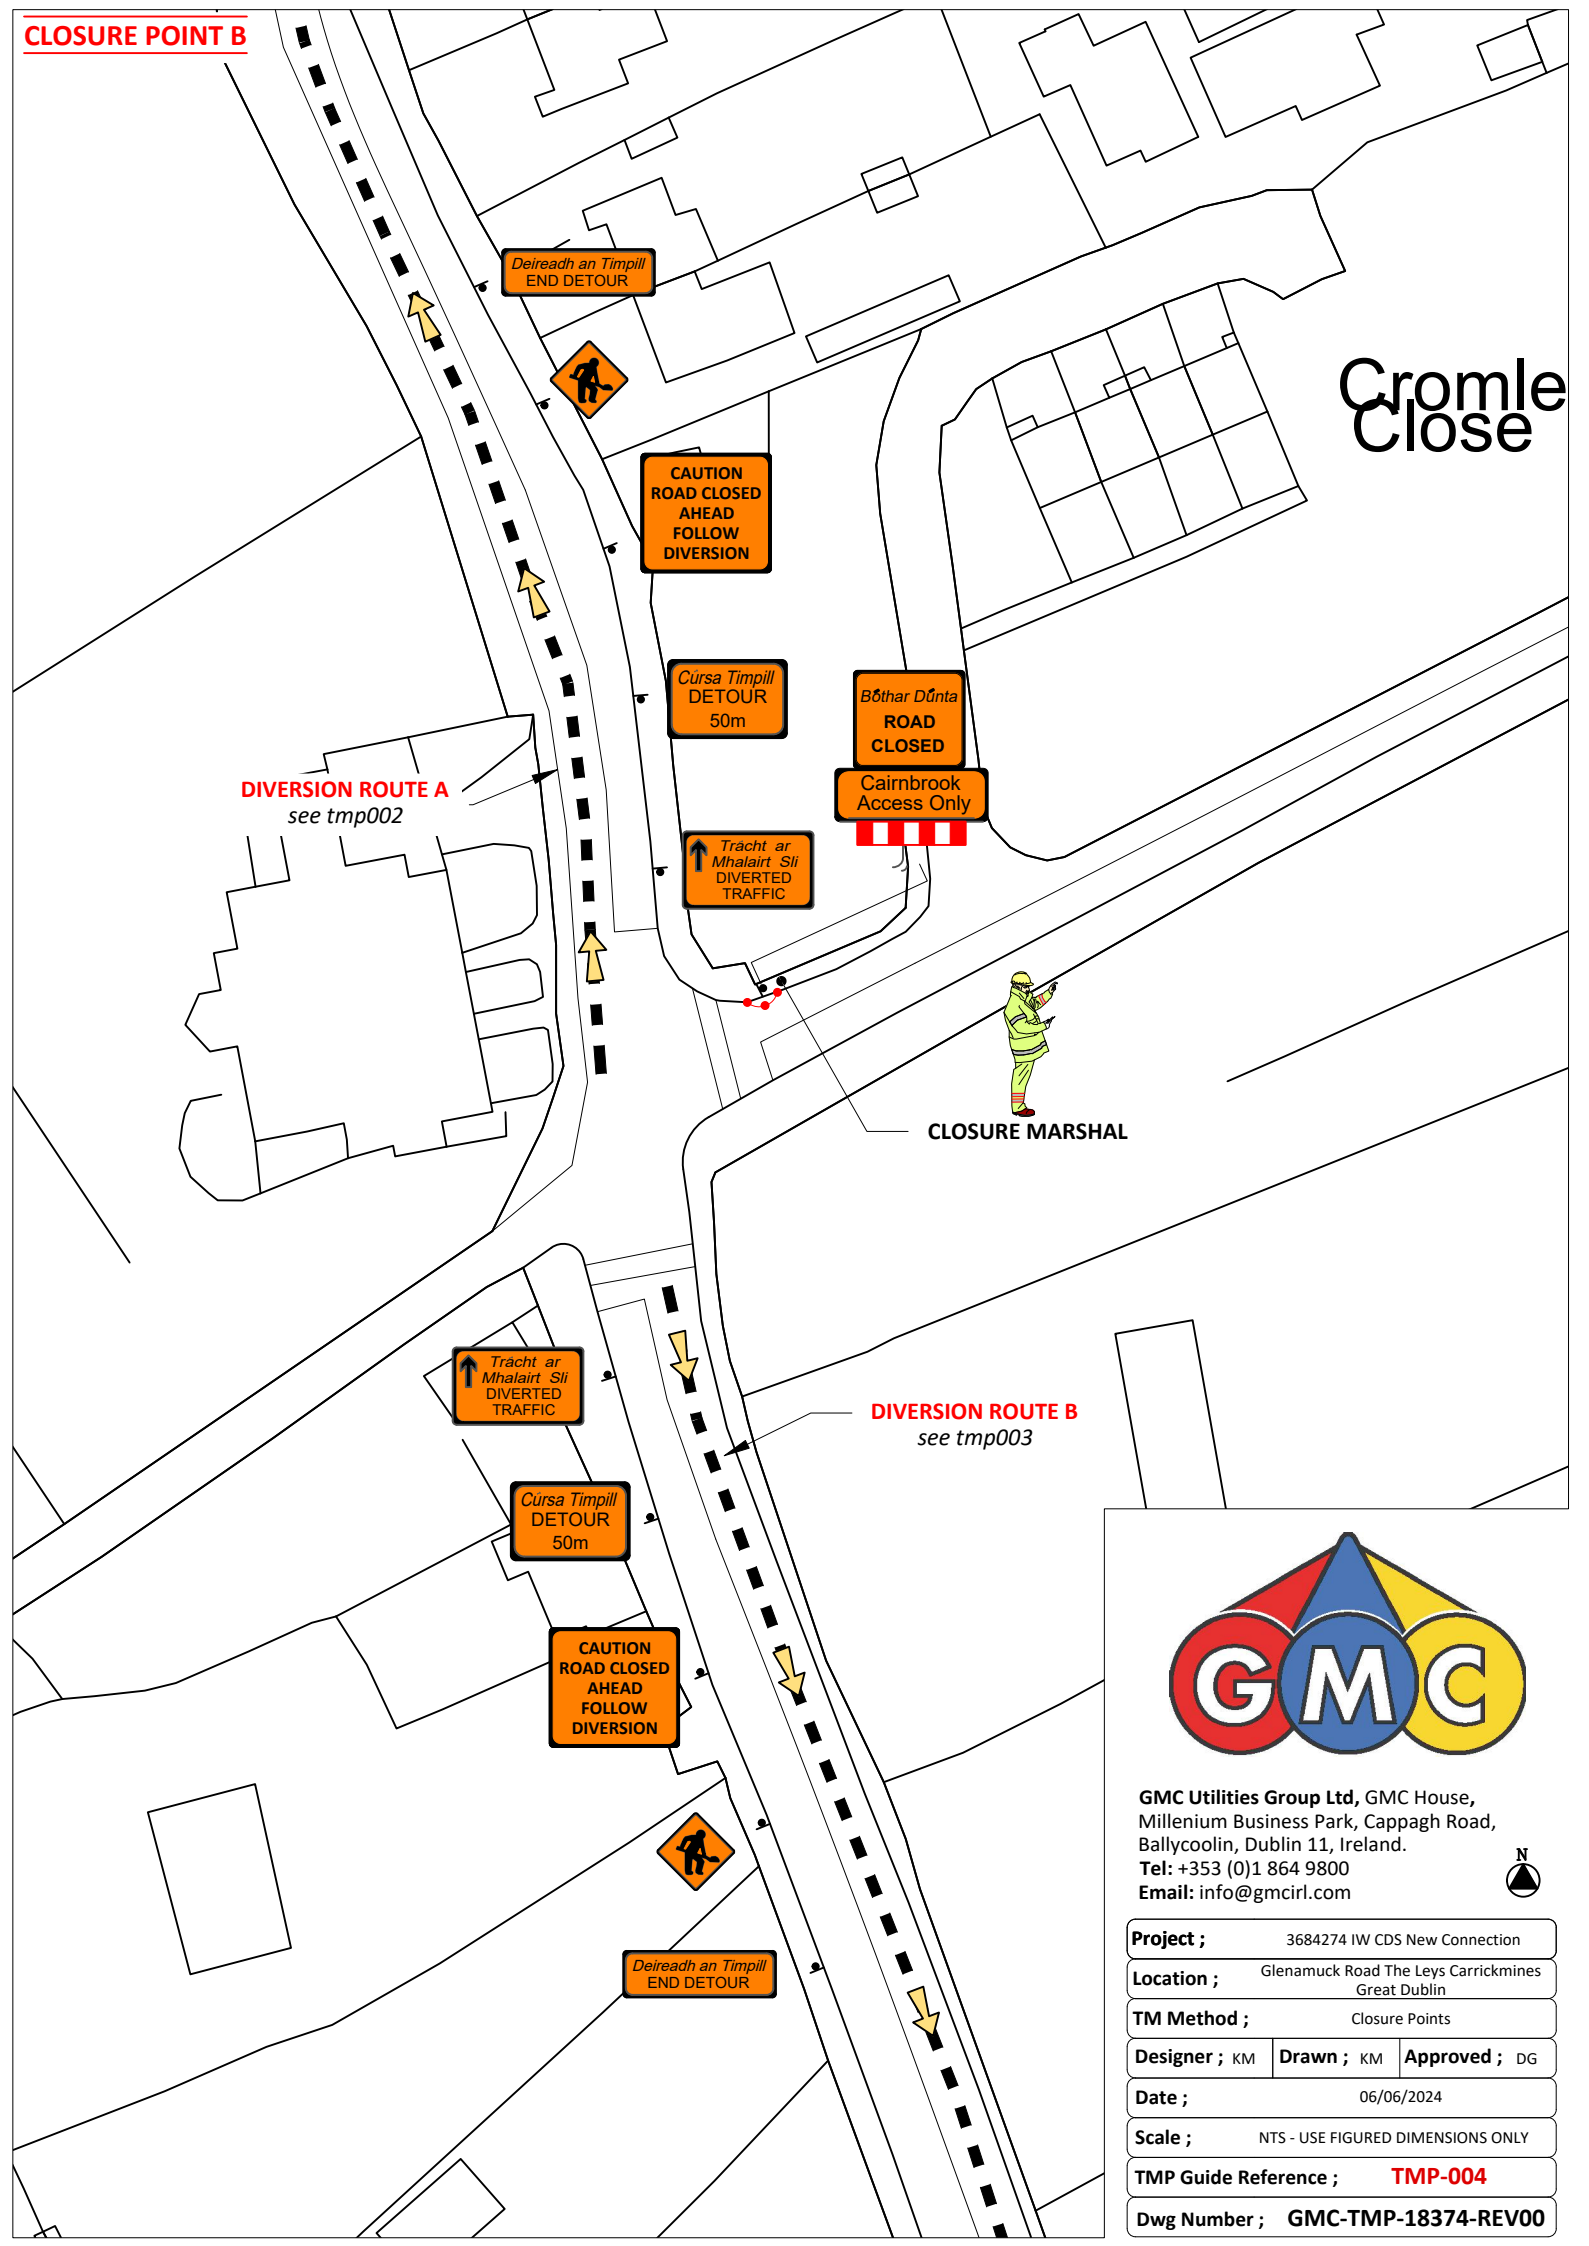 CLOSURE POINT B
Deireadh an Timpill
END DETOUR
Cromle
Close
CAUTION
ROAD CLOSED
AHEAD
FOLLOW
DIVERSION
Cúrsa Timpill
DETOUR
50m
Bóthar Dúnta
ROAD
CLOSED
Cairnbrook
Access Only
DIVERSION ROUTE A
see tmp002
Trácht ar
Mhalairt Slí
DIVERTED
TRAFFIC
CLOSURE MARSHAL
Trácht ar
Mhalairt Slí
DIVERTED
TRAFFIC
DIVERSION ROUTE B
see tmp003
Cúrsa Timpill
DETOUR
50m
CAUTION
ROAD CLOSED
AHEAD
FOLLOW
DIVERSION
Deireadh an Timpill
END DETOUR
GMC
GMC Utilities Group Ltd, GMC House,
Millenium Business Park, Cappagh Road,
Ballycoolin, Dublin 11, Ireland.
Tel: +353 (0)1 864 9800
Email: info@gmcirl.com
N
Project ; 3684274 IW CDS New Connection
Location ; Glenamuck Road The Leys Carrickmines
Great Dublin
TM Method ; Closure Points
Designer ; KM Drawn ; KM Approved ; DG
Date ; 06/06/2024
Scale ; NTS - USE FIGURED DIMENSIONS ONLY
TMP Guide Reference ; TMP-004
Dwg Number ; GMC-TMP-18374-REV00